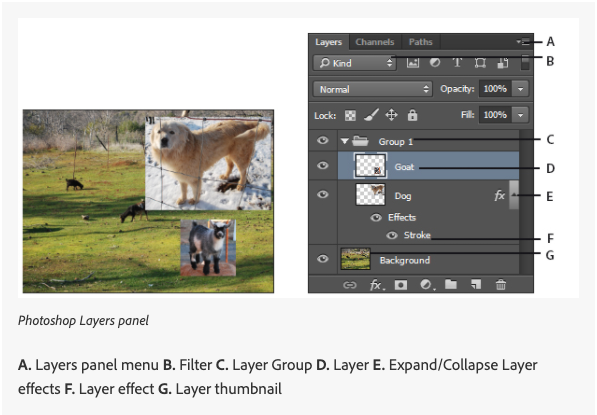 Layers Channels Paths A
Kind B
Normal Opacity: 100%
Lock: Fill: 100%
Group 1 C
Goat D
Dog fx E
Effects
Stroke F
Background G
fx
Photoshop Layers panel
A. Layers panel menu B. Filter C. Layer Group D. Layer E. Expand/Collapse Layer
effects F. Layer effect G. Layer thumbnail